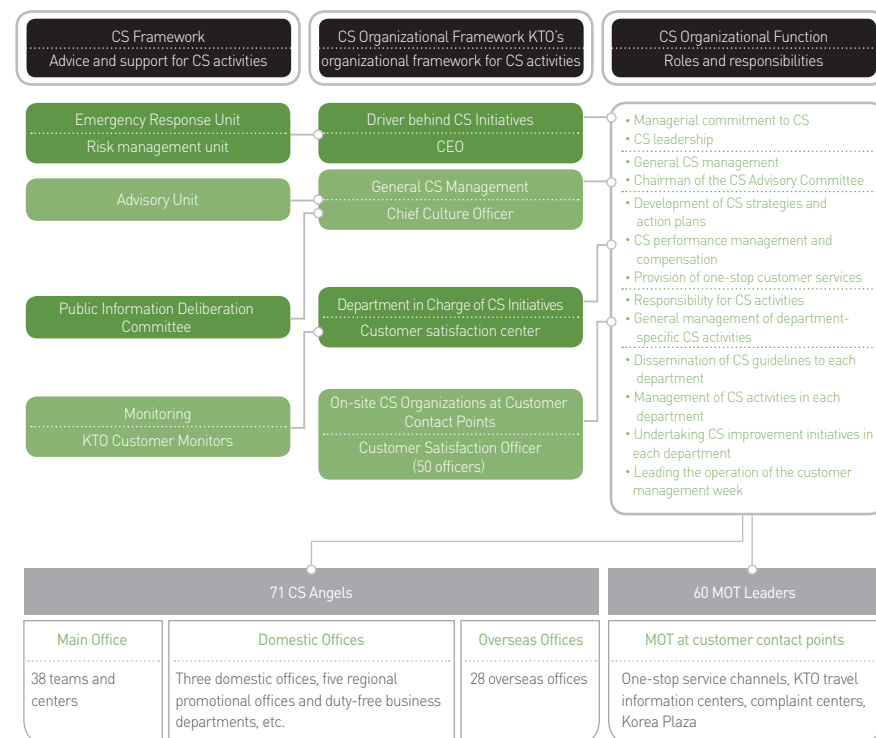 CS Framework
Advice and support for CS activities
CS Organizational Framework KTO's
organizational framework for CS activities
CS Organizational Function
Roles and responsibilities
Emergency Response Unit
Risk management unit
Advisory Unit
Public Information Deliberation
Committee
Monitoring
KTO Customer Monitors
Driver behind CS Initiatives
CEO
General CS Management
Chief Culture Officer
Department in Charge of CS Initiatives
Customer satisfaction center
On-site CS Organizations at Customer
Contact Points
Customer Satisfaction Officer
(50 officers)
• Managerial commitment to CS
• CS leadership
• General CS management
• Chairman of the CS Advisory Committee
• Development of CS strategies and
action plans
• CS performance management and
compensation
• Provision of one-stop customer services
• Responsibility for CS activities
• General management of department-
specific CS activities
• Dissemination of CS guidelines to each
department
• Management of CS activities in each
department
• Undertaking CS improvement initiatives in
each department
• Leading the operation of the customer
management week
71 CS Angels
60 MOT Leaders
Main Office
38 teams and
centers
Domestic Offices
Three domestic offices, five regional
promotional offices and duty-free business
departments, etc.
Overseas Offices
28 overseas offices
MOT at customer contact points
One-stop service channels, KTO travel
information centers, complaint centers,
Korea Plaza